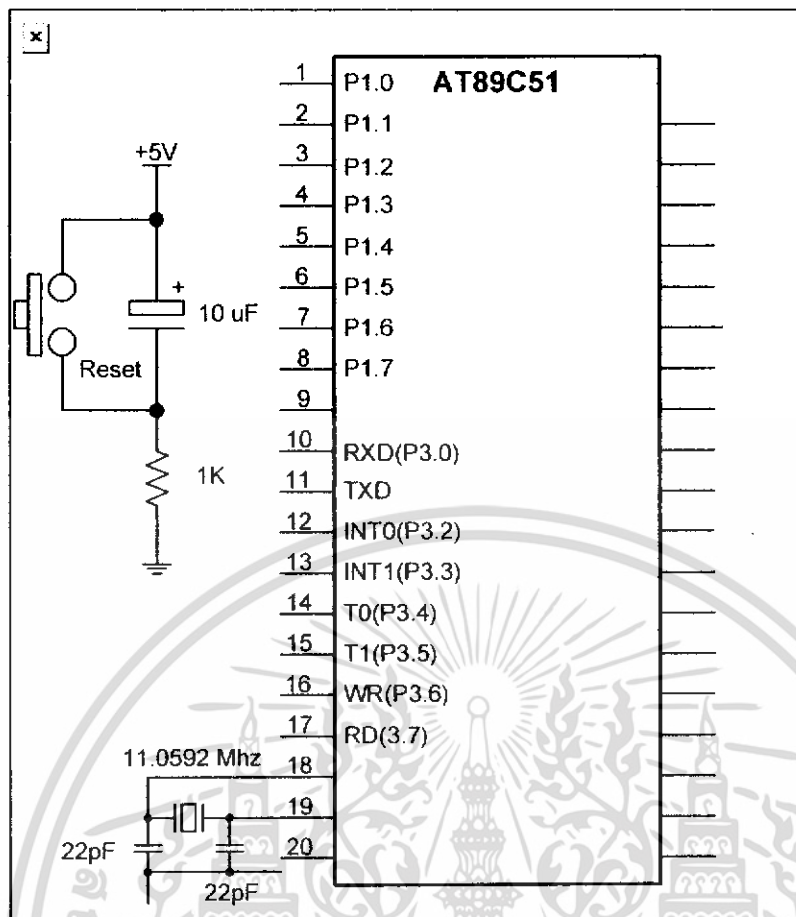 x
AT89C51
1 P1.0
2 P1.1
3 P1.2
4 P1.3
5 P1.4
6 P1.5
7 P1.6
8 P1.7
9
10 RXD(P3.0)
11 TXD
12 INT0(P3.2)
13 INT1(P3.3)
14 T0(P3.4)
15 T1(P3.5)
16 WR(P3.6)
17 RD(3.7)
18
19
20
+5V
+
10 uF
Reset
1K
11.0592 Mhz
22pF
22pF